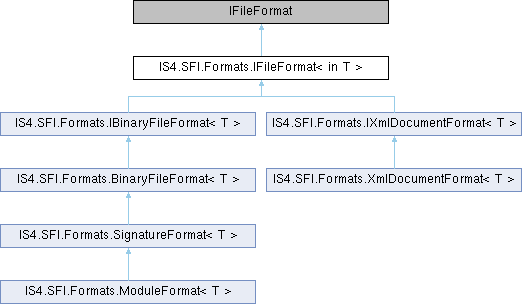 IFileFormat
IS4.SFI.Formats.IFileFormat< in T >
IS4.SFI.Formats.IBinaryFileFormat< T >
IS4.SFI.Formats.IXmlDocumentFormat< T >
IS4.SFI.Formats.BinaryFileFormat< T >
IS4.SFI.Formats.XmlDocumentFormat< T >
IS4.SFI.Formats.SignatureFormat< T >
IS4.SFI.Formats.ModuleFormat< T >